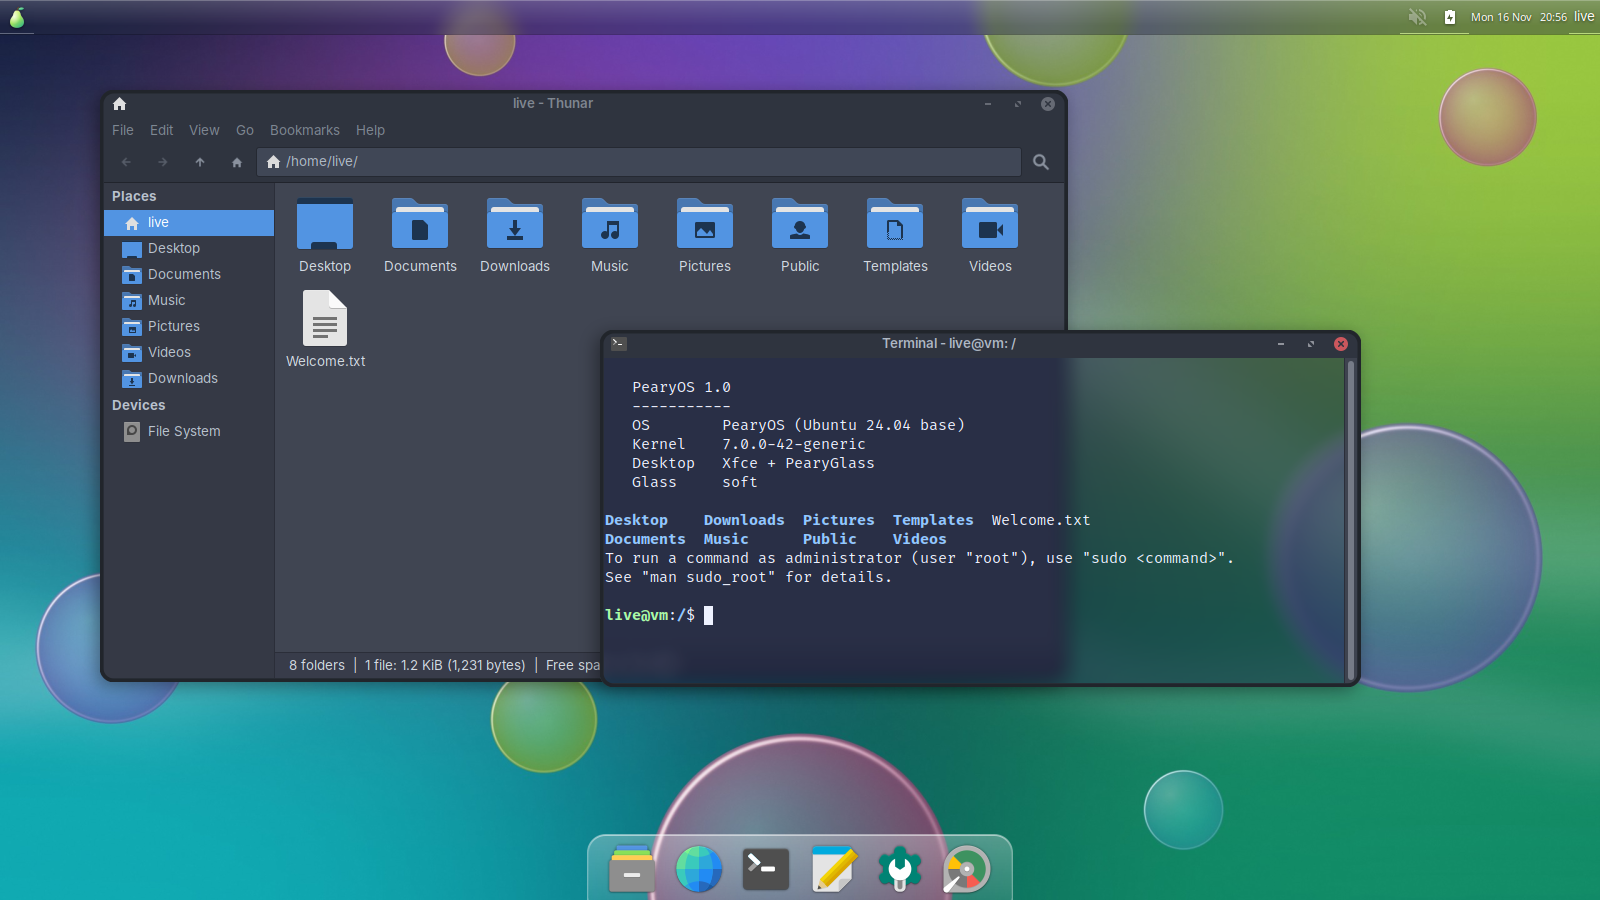 Mon 16 Nov 20:56 live
live - Thunar
File Edit View Go Bookmarks Help
/home/live/
Places
live
Desktop
Documents
Music
Pictures
Videos
Downloads
Devices
File System
Desktop Documents Downloads Music Pictures Public Templates Videos
Welcome.txt
8 folders | 1 file: 1.2 KiB (1,231 bytes) | Free spa
Terminal - live@vm: /
PearyOS 1.0
-----------
OS PearyOS (Ubuntu 24.04 base)
Kernel 7.0.0-42-generic
Desktop Xfce + PearyGlass
Glass soft
Desktop Downloads Pictures Templates Welcome.txt
Documents Music Public Videos
To run a command as administrator (user "root"), use "sudo <command>".
See "man sudo_root" for details.
live@vm:/$